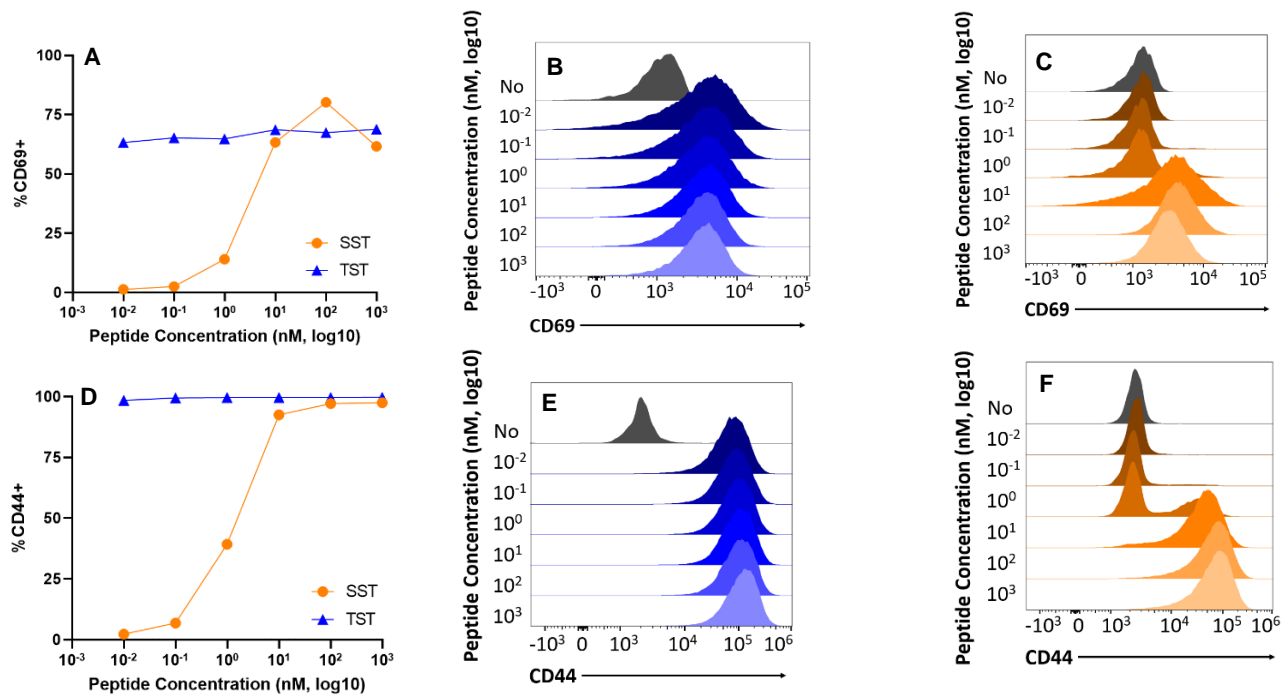 A
100
75
50
25
0
%CD69+
SST
TST
10-3 10-2 10-1 100 101 102 103
Peptide Concentration (nM, log10)
B
Peptide Concentration (nM, log10)
No
10-2
10-1
100
101
102
103
-103 0 103 104 105
CD69
C
Peptide Concentration (nM, log10)
No
10-2
10-1
100
101
102
103
-103 0 103 104 105
CD69
D
100
75
50
25
0
%CD44+
SST
TST
10-3 10-2 10-1 100 101 102 103
Peptide Concentration (nM, log10)
E
Peptide Concentration (nM, log10)
No
10-2
10-1
100
101
102
103
-103 0 103 104 105 106
CD44
F
Peptide Concentration (nM, log10)
No
10-2
10-1
100
101
102
103
-103 0 103 104 105 106
CD44